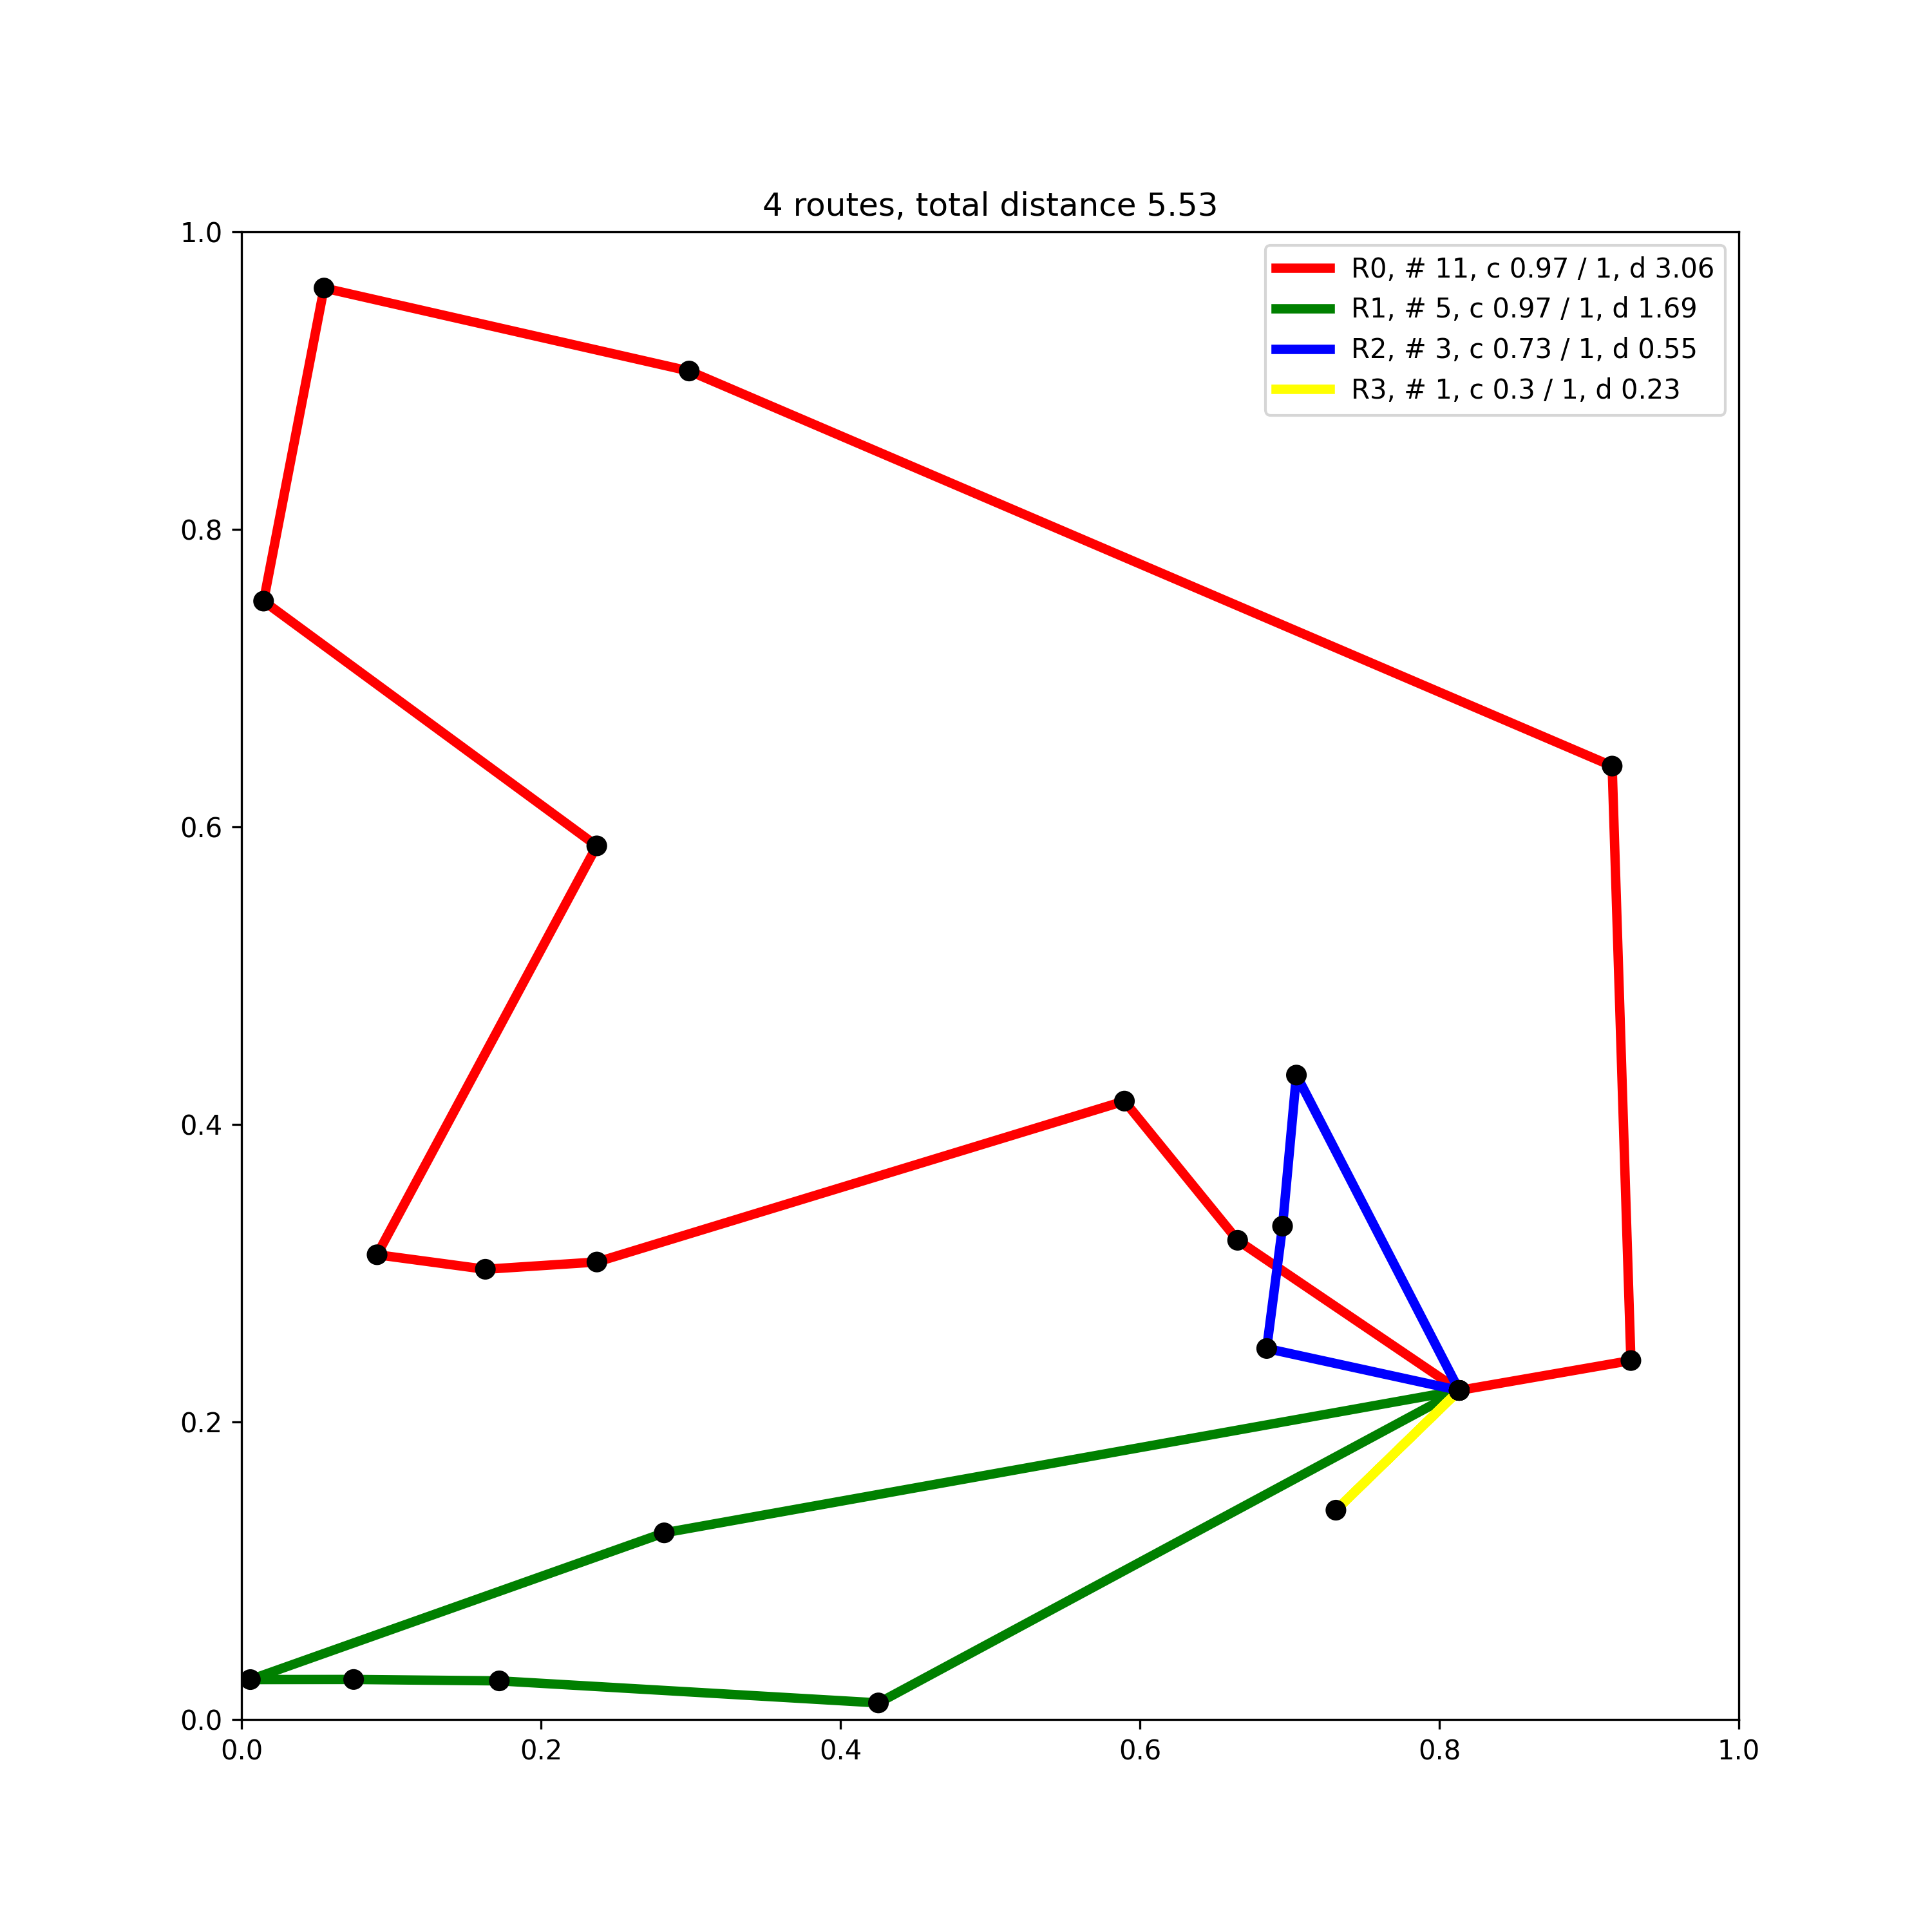 4 routes, total distance 5.53
R0, # 11, c 0.97 / 1, d 3.06
R1, # 5, c 0.97 / 1, d 1.69
R2, # 3, c 0.73 / 1, d 0.55
R3, # 1, c 0.3 / 1, d 0.23
1.0
0.8
0.6
0.4
0.2
0.0
0.0 0.2 0.4 0.6 0.8 1.0